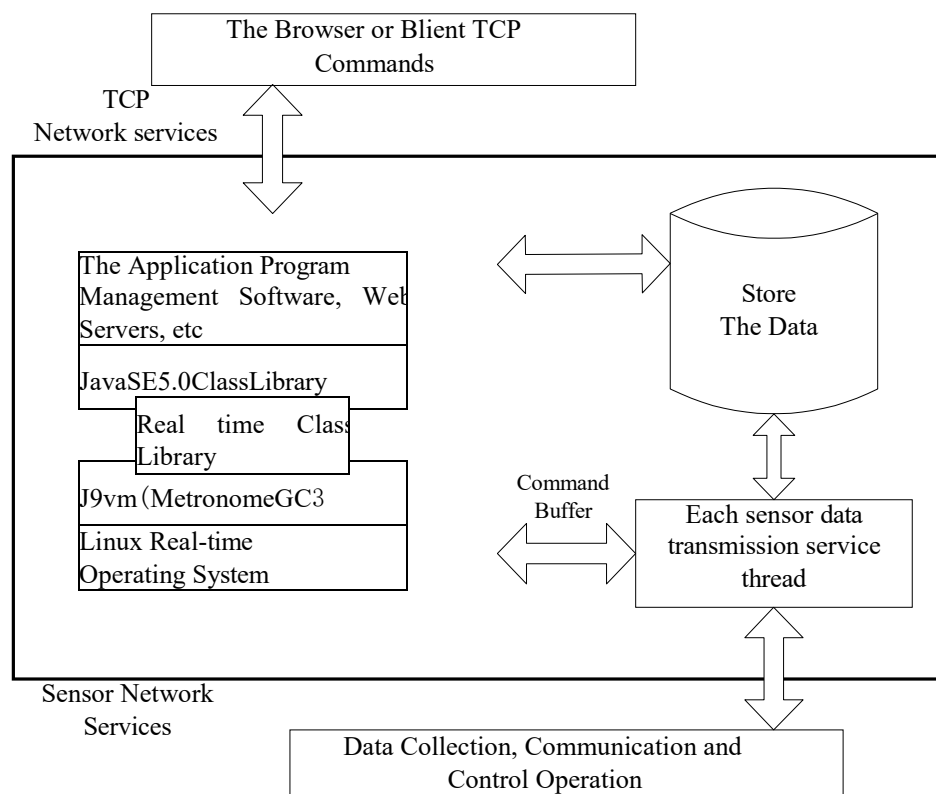 The Browser or Blient TCP
Commands
TCP
Network services
The Application Program
Management Software, Web
Servers, etc
JavaSE5.0ClassLibrary
Real time Class
Library
J9vm(MetronomeGC3
Linux Real-time
Operating System
Store
The Data
Command
Buffer
Each sensor data
transmission service
thread
Sensor Network
Services
Data Collection, Communication and
Control Operation